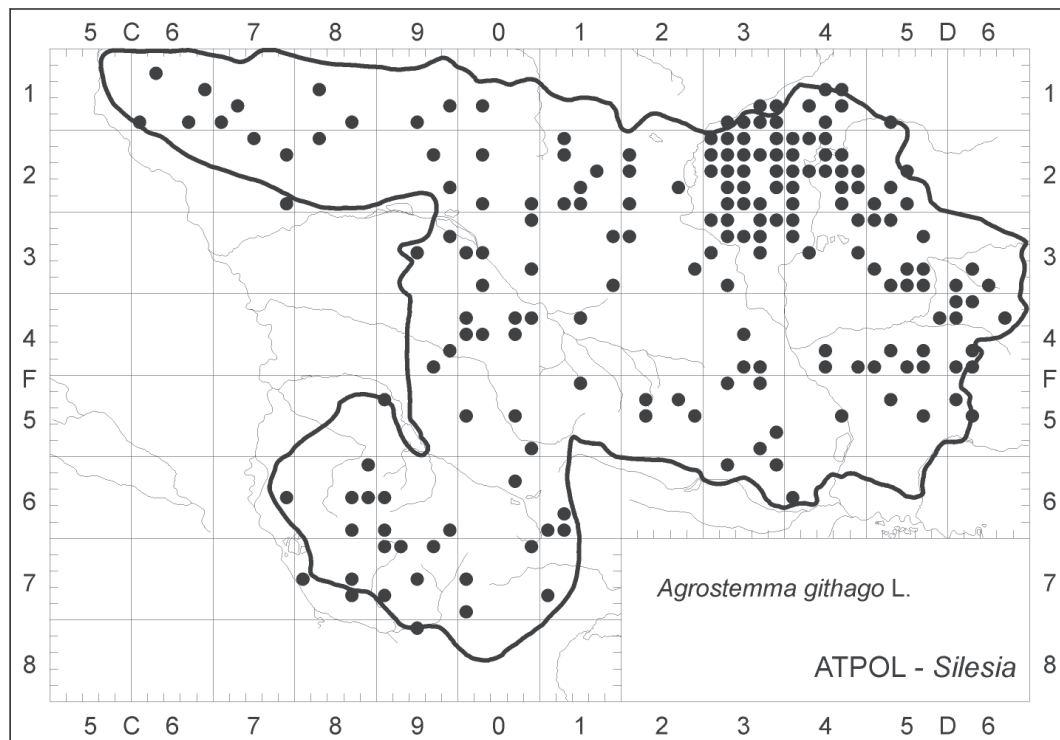 5 C 6 7 8 9 0 1 2 3 4 5 D 6
1 1
2 2
3 3
4 4
F F
5 5
6 6
7 Agrostemma githago L. 7
8 ATPOL - Silesia 8
5 C 6 7 8 9 0 1 2 3 4 5 D 6